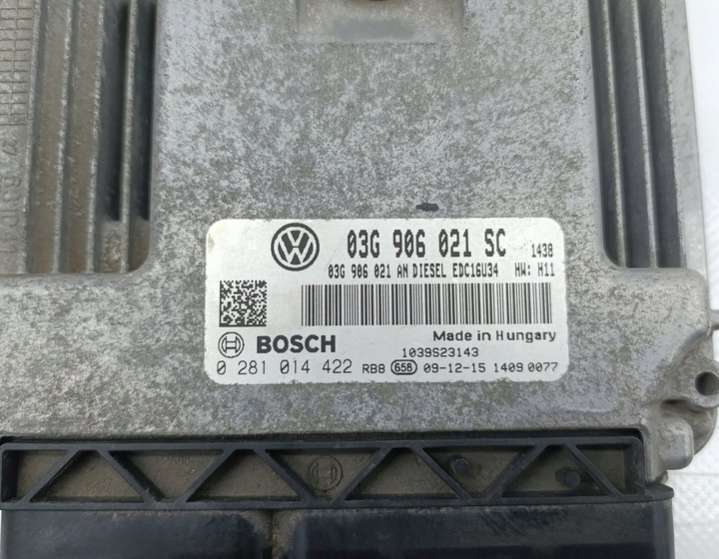 03G 906 021 SC 1438
03G 906 021 AN DIESEL EDC16U34 HW: H11
Made in Hungary
BOSCH
1039S23143
0 281 014 422 RB8 658 09-12-15 1409 0077